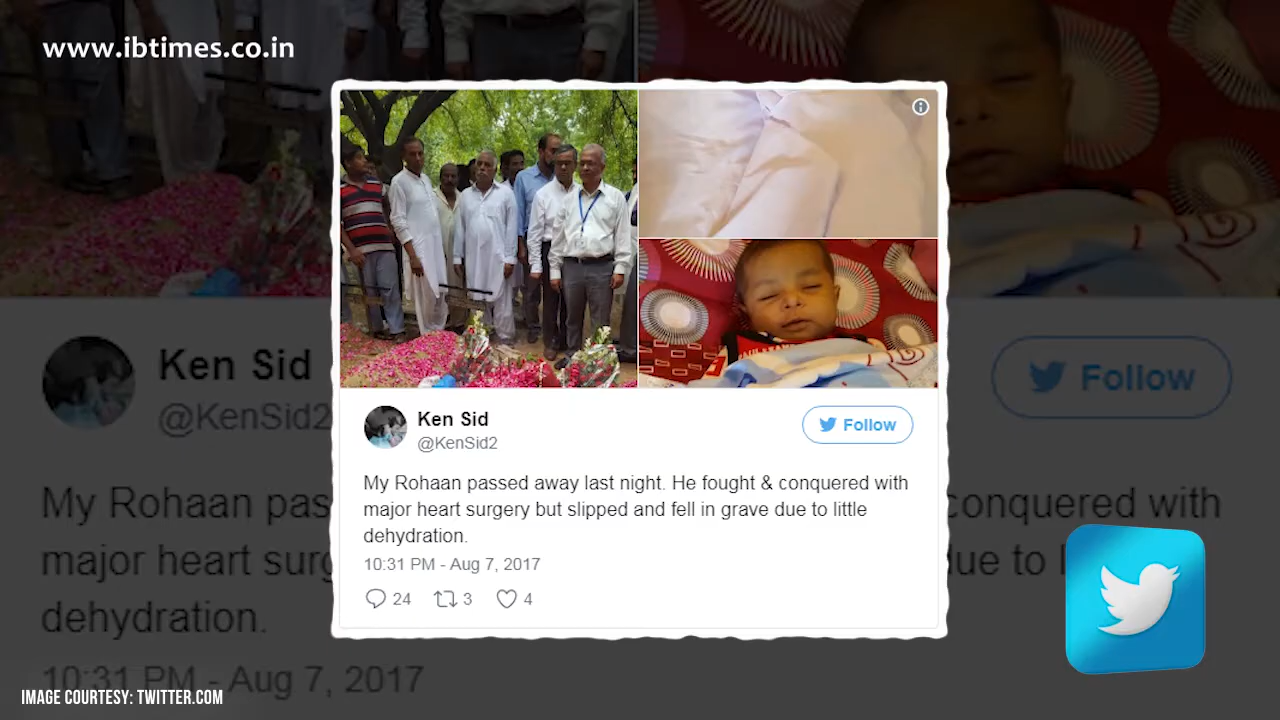 www.ibtimes.co.in
Ken Sid
@KenSid2
Follow
My Rohaan passed away last night. He fought & conquered with
major heart surgery but slipped and fell in grave due to little
dehydration.
10:31 PM - Aug 7, 2017
24 3 4
Ken Sid
@KenSid2
Follow
My Rohaan pas
conquered with
major heart surg
ue to l
dehydration.
10:31 PM - Aug 7, 2017
IMAGE COURTESY: TWITTER.COM